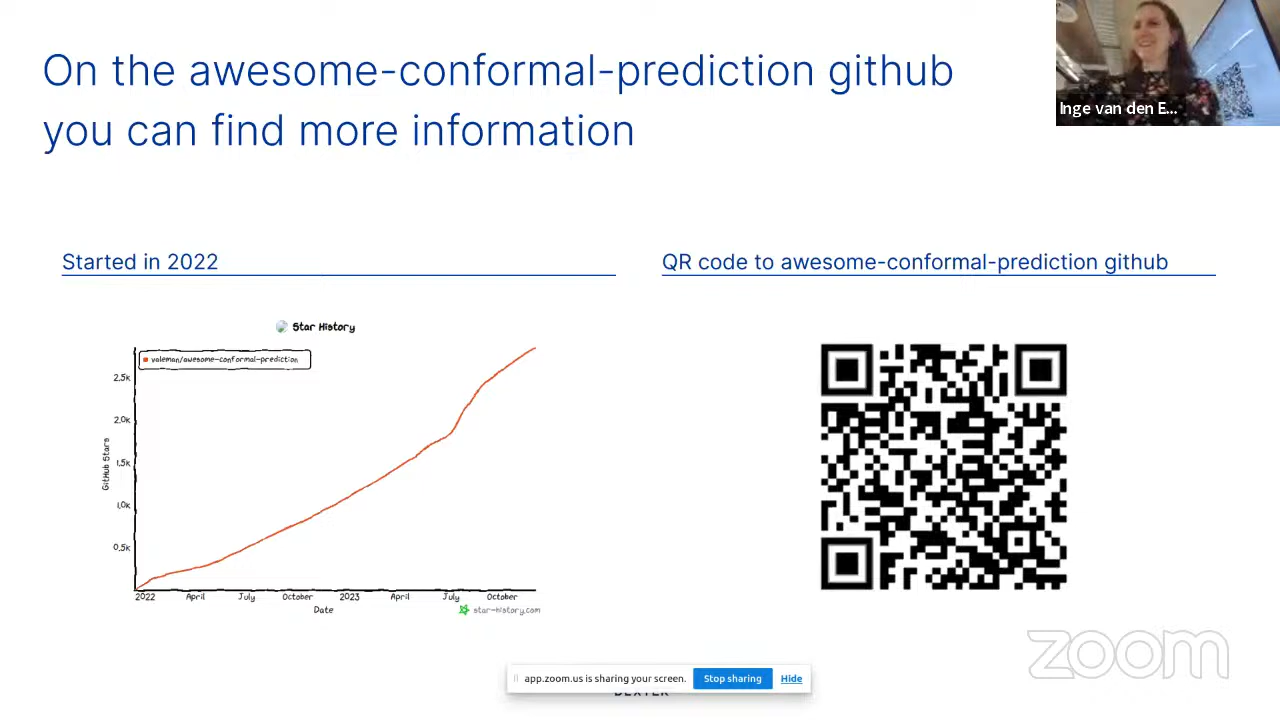 On the awesome-conformal-prediction github
you can find more information
Inge van den E...
Started in 2022
QR code to awesome-conformal-prediction github
Star History
valeman/awesome-conformal-prediction
2.5K
2.0K
1.5K
1.0K
0.5K
GitHub Stars
2022 April July October 2023 April July October
Date
star-history.com
zoom
app.zoom.us is sharing your screen. Stop sharing Hide
DEXTER